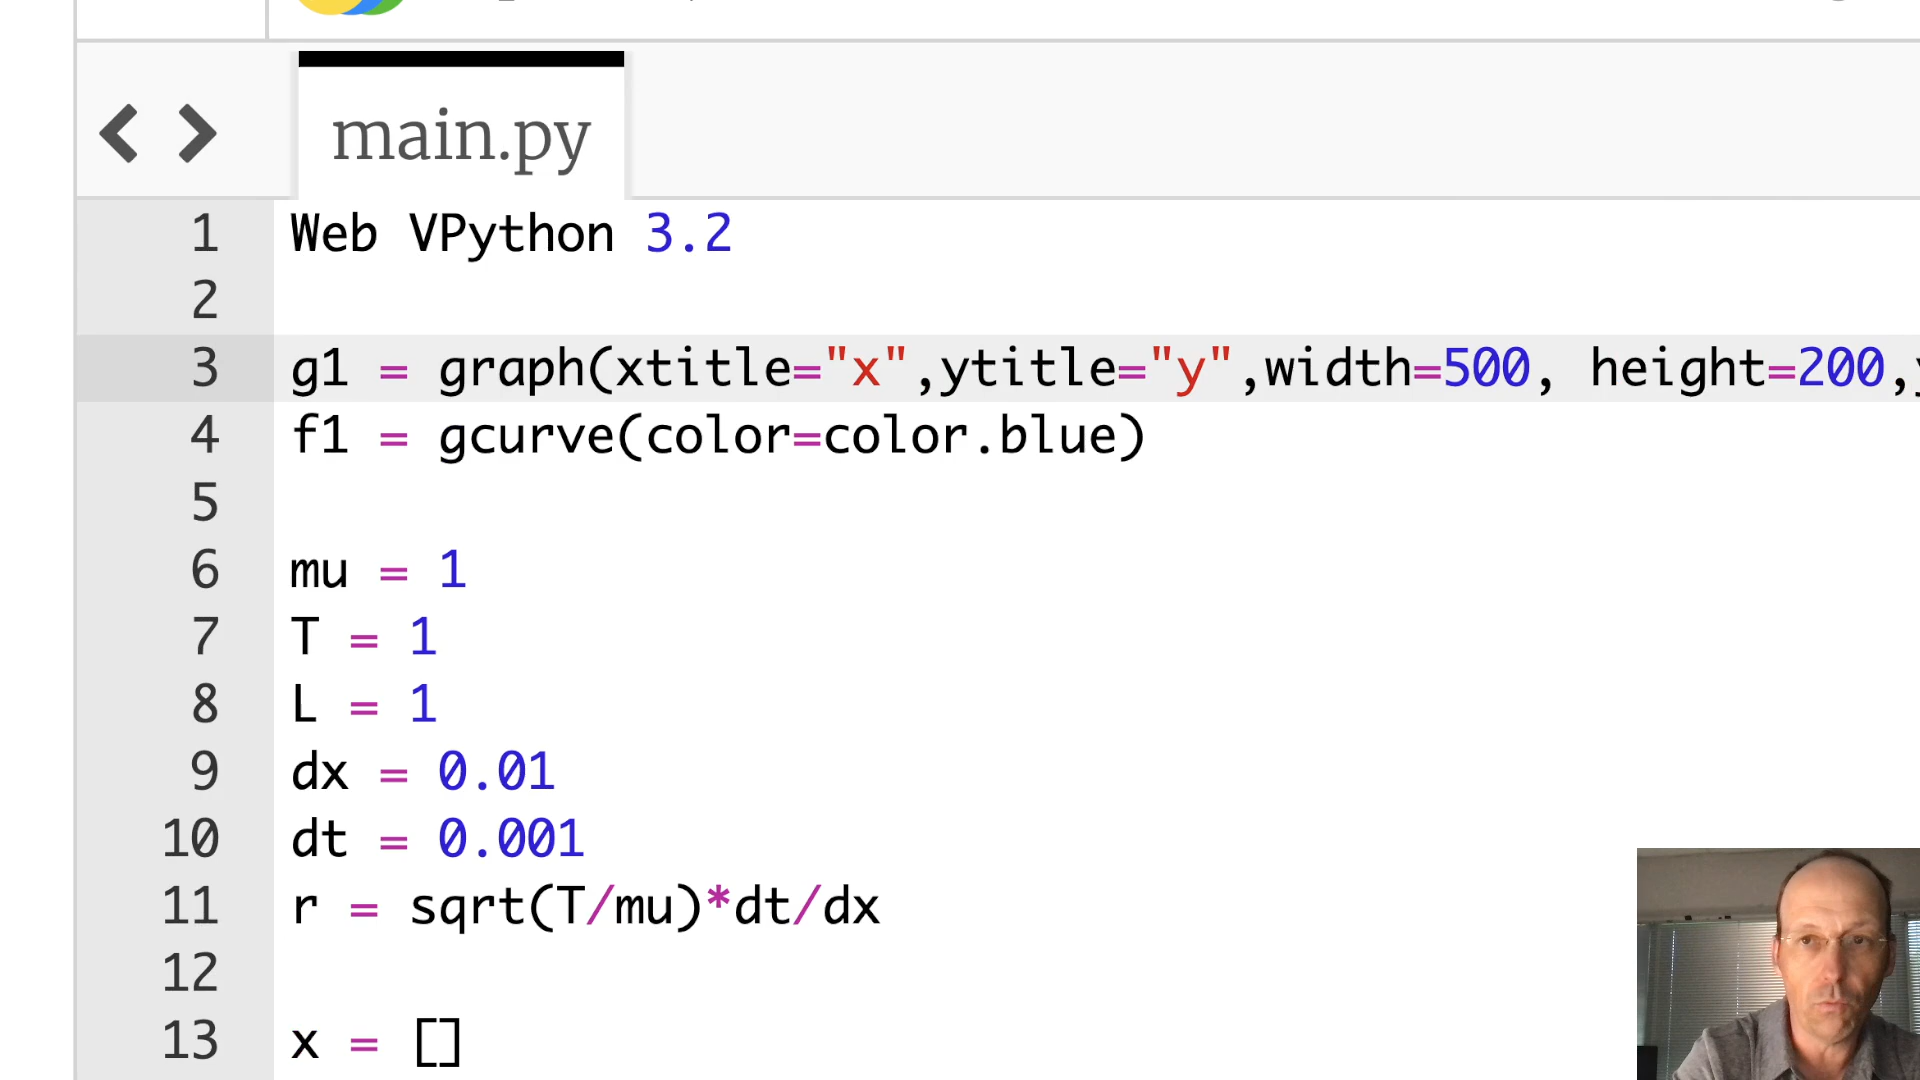 main.py
1 Web VPython 3.2
2
3 g1 = graph(xtitle="x",ytitle="y",width=500, height=200,
4 f1 = gcurve(color=color.blue)
5
6 mu = 1
7 T = 1
8 L = 1
9 dx = 0.01
10 dt = 0.001
11 r = sqrt(T/mu)*dt/dx
12
13 x = []